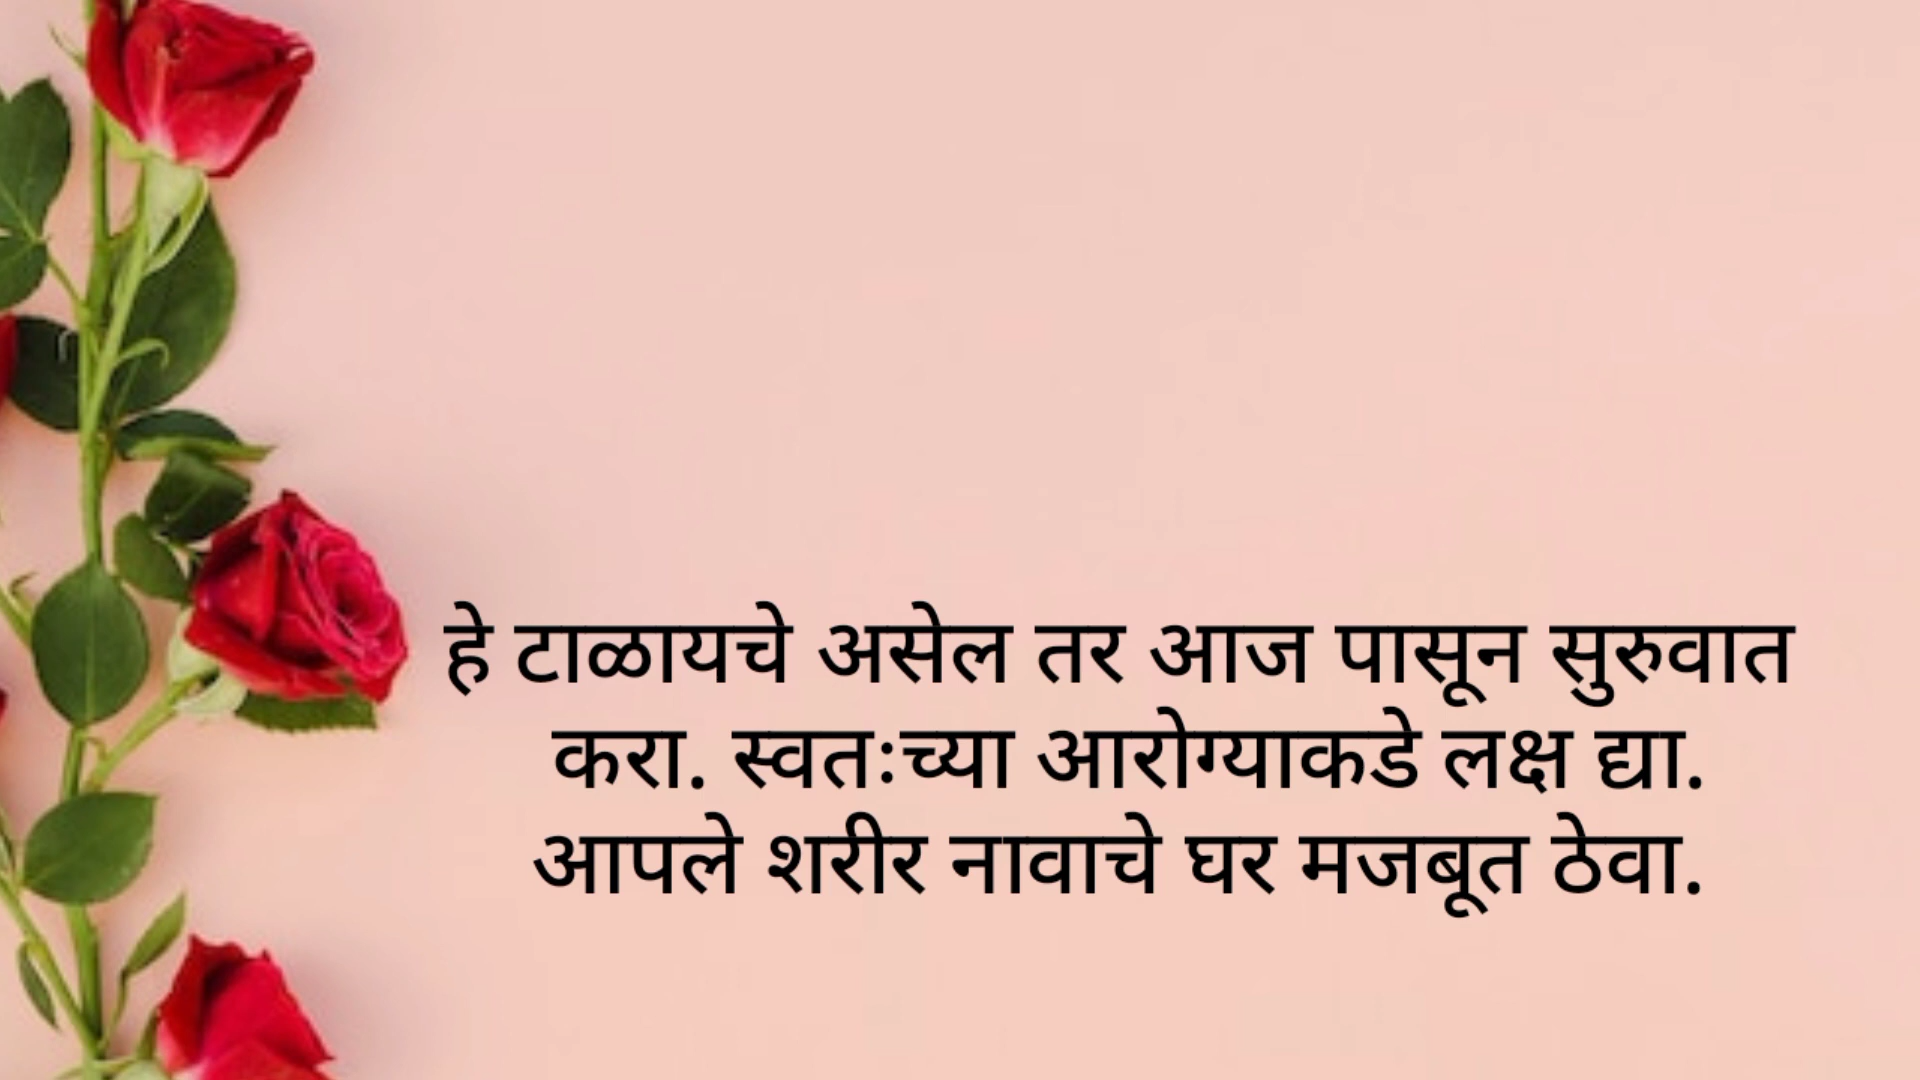 हे टाळायचे असेल तर आज पासून सुरुवात
करा. स्वतःच्या आरोग्याकडे लक्ष द्या.
आपले शरीर नावाचे घर मजबूत ठेवा.